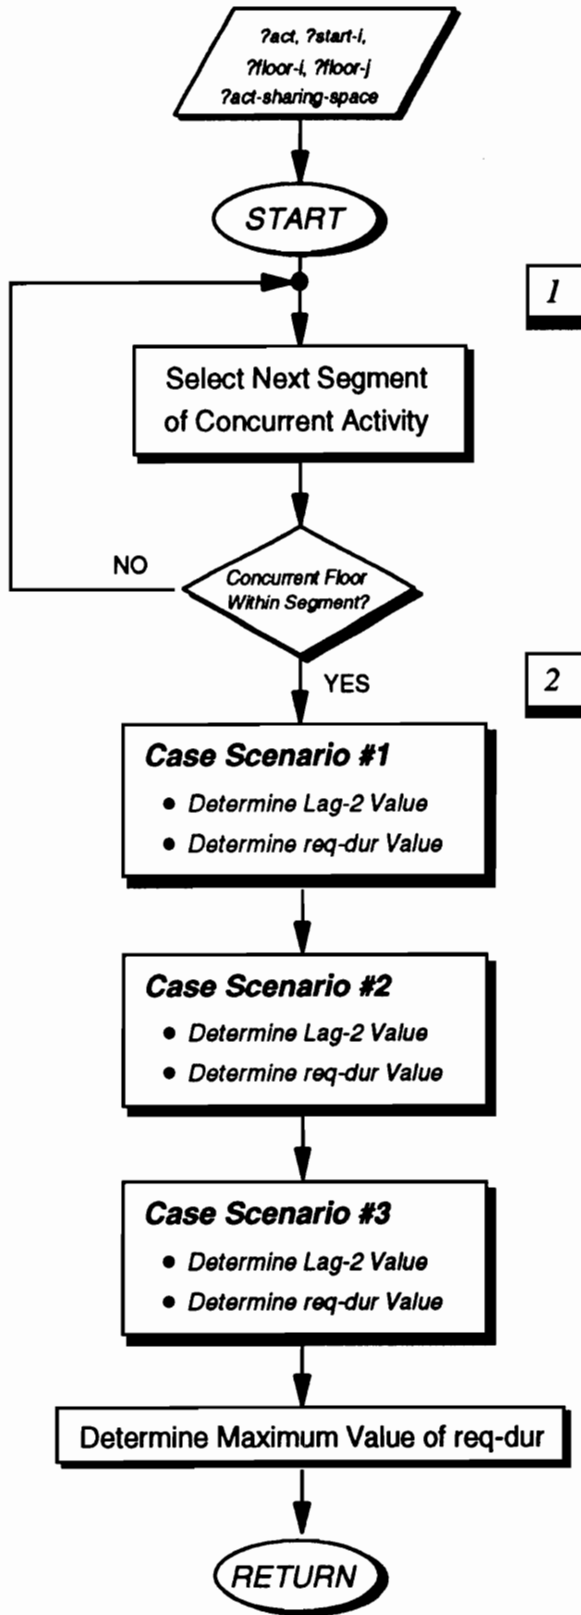 ?act, ?start-i,
?floor-i, ?floor-j
?act-sharing-space
START
1
Select Next Segment
of Concurrent Activity
NO
Concurrent Floor
Within Segment?
YES
2
Case Scenario #1
• Determine Lag-2 Value
• Determine req-dur Value
Case Scenario #2
• Determine Lag-2 Value
• Determine req-dur Value
Case Scenario #3
• Determine Lag-2 Value
• Determine req-dur Value
Determine Maximum Value of req-dur
RETURN